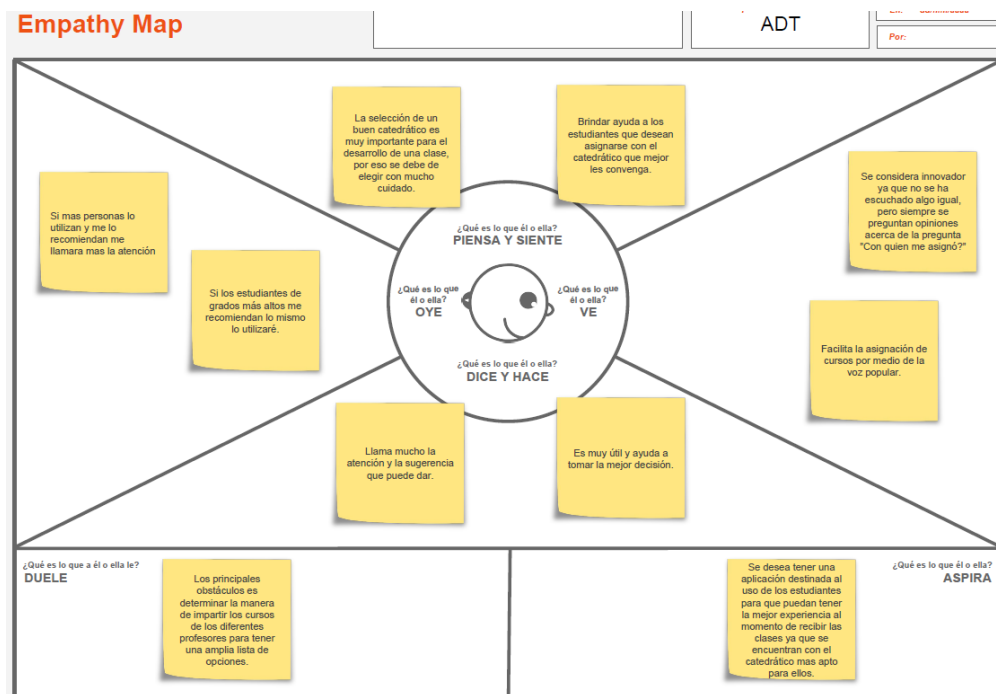 Empathy Map
ADT
Por:
La selección de un
buen catedrático es
muy importante para el
desarrollo de una clase,
por eso se debe de
elegir con mucho
cuidado.
Brindar ayuda a los
estudiantes que desean
asignarse con el
catedrático que mejor
les convenga.
Si mas personas lo
utilizan y me lo
recomiendan me
llamara mas la atención
Si los estudiantes de
grados más altos me
recomiendan lo mismo
lo utilizaré.
Se considera innovador
ya que no se ha
escuchado algo igual,
pero siempre se
preguntan opiniones
acerca de la pregunta
"Con quien me asignó?"
Facilita la asignación de
cursos por medio de la
voz popular.
¿Qué es lo que él o ella?
PIENSA Y SIENTE
¿Qué es lo que
él o ella?
OYE
¿Qué es lo que
él o ella?
VE
¿Qué es lo que él o ella?
DICE Y HACE
Llama mucho la
atención y la sugerencia
que puede dar.
Es muy útil y ayuda a
tomar la mejor decisión.
¿Qué es lo que a él o ella le?
DUELE
Los principales
obstáculos es
determinar la manera
de impartir los cursos
de los diferentes
profesores para tener
una amplia lista de
opciones.
¿Qué es lo que él o ella?
ASPIRA
Se desea tener una
aplicación destinada al
uso de los estudiantes
para que puedan tener
la mejor experiencia al
momento de recibir las
clases ya que se
encuentran con el
catedrático mas apto
para ellos.